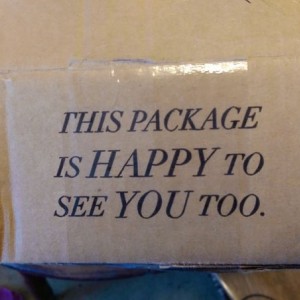 THIS PACKAGE
IS HAPPY TO
SEE YOU TOO.